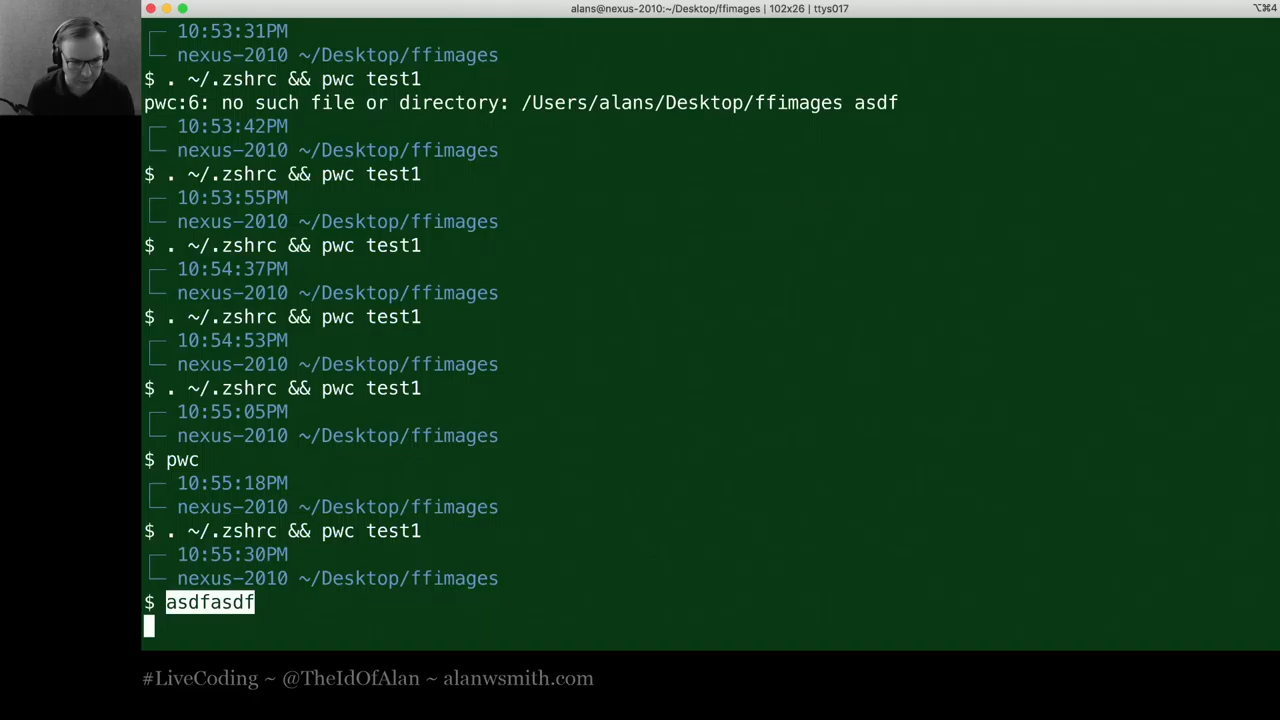 alans@nexus-2010:~/Desktop/ffimages | 102x26 | ttys017
⌥⌘4
10:53:31PM
nexus-2010 ~/Desktop/ffimages
$ . ~/.zshrc && pwc test1
pwc:6: no such file or directory: /Users/alans/Desktop/ffimages asdf
10:53:42PM
nexus-2010 ~/Desktop/ffimages
$ . ~/.zshrc && pwc test1
10:53:55PM
nexus-2010 ~/Desktop/ffimages
$ . ~/.zshrc && pwc test1
10:54:37PM
nexus-2010 ~/Desktop/ffimages
$ . ~/.zshrc && pwc test1
10:54:53PM
nexus-2010 ~/Desktop/ffimages
$ . ~/.zshrc && pwc test1
10:55:05PM
nexus-2010 ~/Desktop/ffimages
$ pwc
10:55:18PM
nexus-2010 ~/Desktop/ffimages
$ . ~/.zshrc && pwc test1
10:55:30PM
nexus-2010 ~/Desktop/ffimages
$ asdfasdf
#LiveCoding ~ @TheIdOfAlan ~ alanwsmith.com